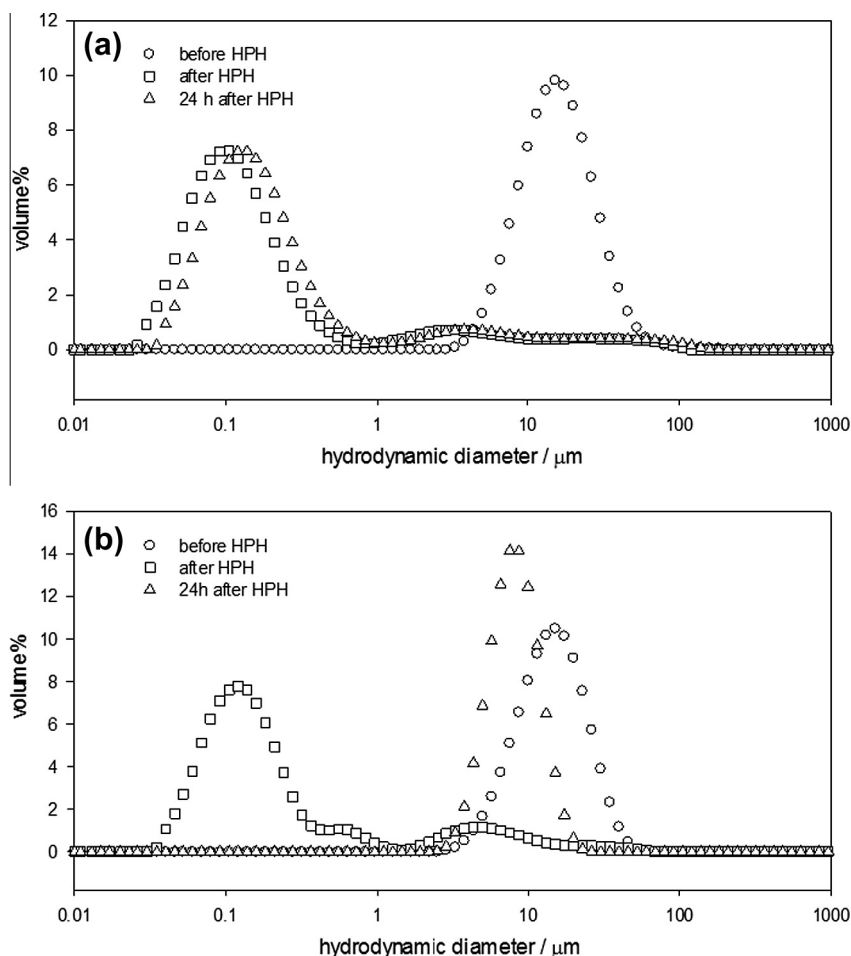 (a)
before HPH
after HPH
24 h after HPH
volume%
12
10
8
6
4
2
0
0.01 0.1 1 10 100 1000
hydrodynamic diameter / μm
(b)
before HPH
after HPH
24h after HPH
volume%
16
14
12
10
8
6
4
2
0
0.01 0.1 1 10 100 1000
hydrodynamic diameter / μm